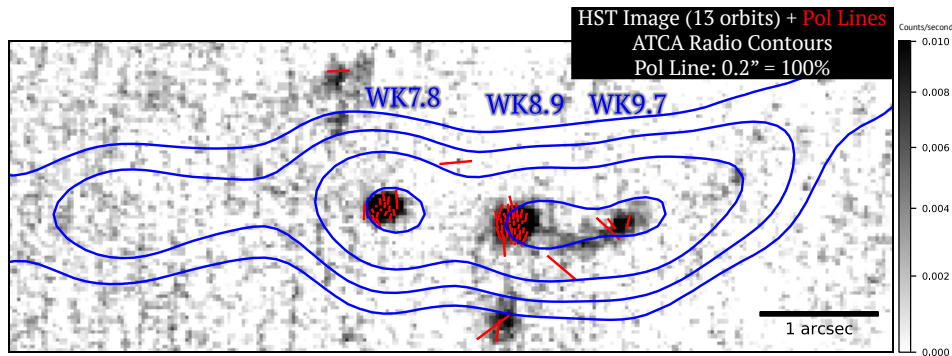 HST Image (13 orbits) + Pol Lines
ATCA Radio Contours
Pol Line: 0.2” = 100%
Counts/second
0.010
WK7.8 WK8.9 WK9.7
0.008
0.006
0.004
0.002
1 arcsec
0.000